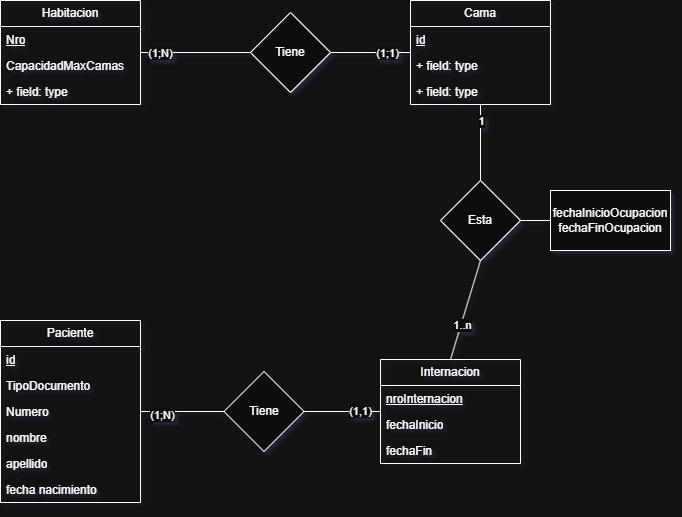 Habitacion
Nro
CapacidadMaxCamas
+ field: type
(1;N)
Tiene
(1;1)
Cama
id
+ field: type
+ field: type
1
Esta
fechaInicioOcupacion
fechaFinOcupacion
1..n
Paciente
id
TipoDocumento
Numero
nombre
apellido
fecha nacimiento
(1;N)
Tiene
(1,1)
Internacion
nroInternacion
fechaInicio
fechaFin